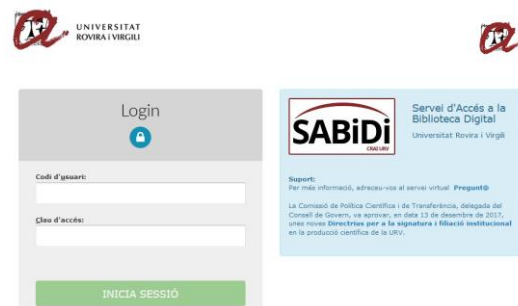 UNIVERSITAT
ROVIRA i VIRGILI
Login
Codi d'usuari:
Clau d'accés:
INICIA SESSIÓ
SABiDi
CRAI URV
Servei d'Accés a la
Biblioteca Digital
Universitat Rovira i Virgili
Suport:
Per més informació, adreceu-vos al servei virtual Pregunt@
La Comissió de Política Científica i de Transferència, delegada del
Consell de Govern, va aprovar, en data 13 de desembre de 2017,
unes noves Directrius per a la signatura i filiació institucional
en la producció científica de la URV.